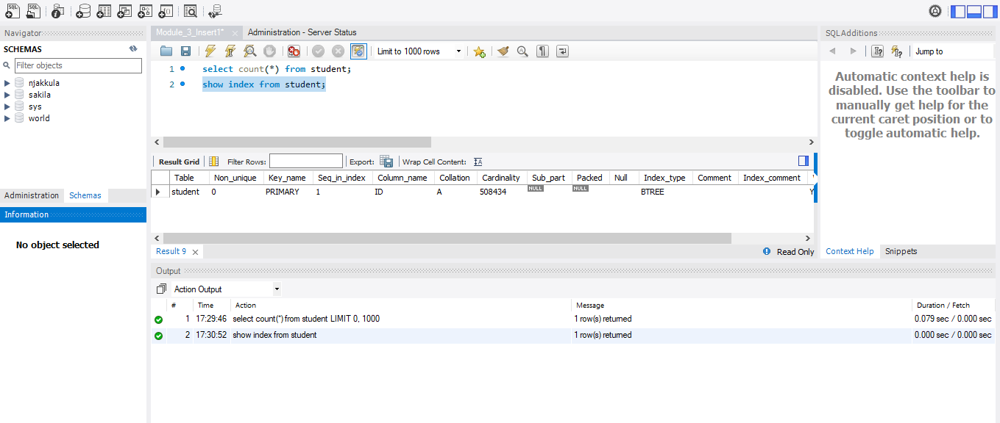 Navigator
Module_3_Insert1*
Administration - Server Status
SQLAdditions
SCHEMAS
Limit to 1000 rows
Jump to
Filter objects
njakkula
sakila
sys
world
1
select count(*) from student;
2
show index from student;
Automatic context help is
disabled. Use the toolbar to
manually get help for the
current caret position or to
toggle automatic help.
Result Grid
Filter Rows:
Export:
Wrap Cell Content:
Table Non_unique Key_name Seq_in_index Column_name Collation Cardinality Sub_part Packed Null Index_type Comment Index_comment
student 0 PRIMARY 1 ID A 508434 NULL NULL BTREE Y
Administration Schemas
Information
No object selected
Result 9
Read Only
Context Help Snippets
Output
Action Output
# Time Action Message Duration / Fetch
1 17:29:46 select count(*) from student LIMIT 0, 1000 1 row(s) returned 0.079 sec / 0.000 sec
2 17:30:52 show index from student 1 row(s) returned 0.000 sec / 0.000 sec